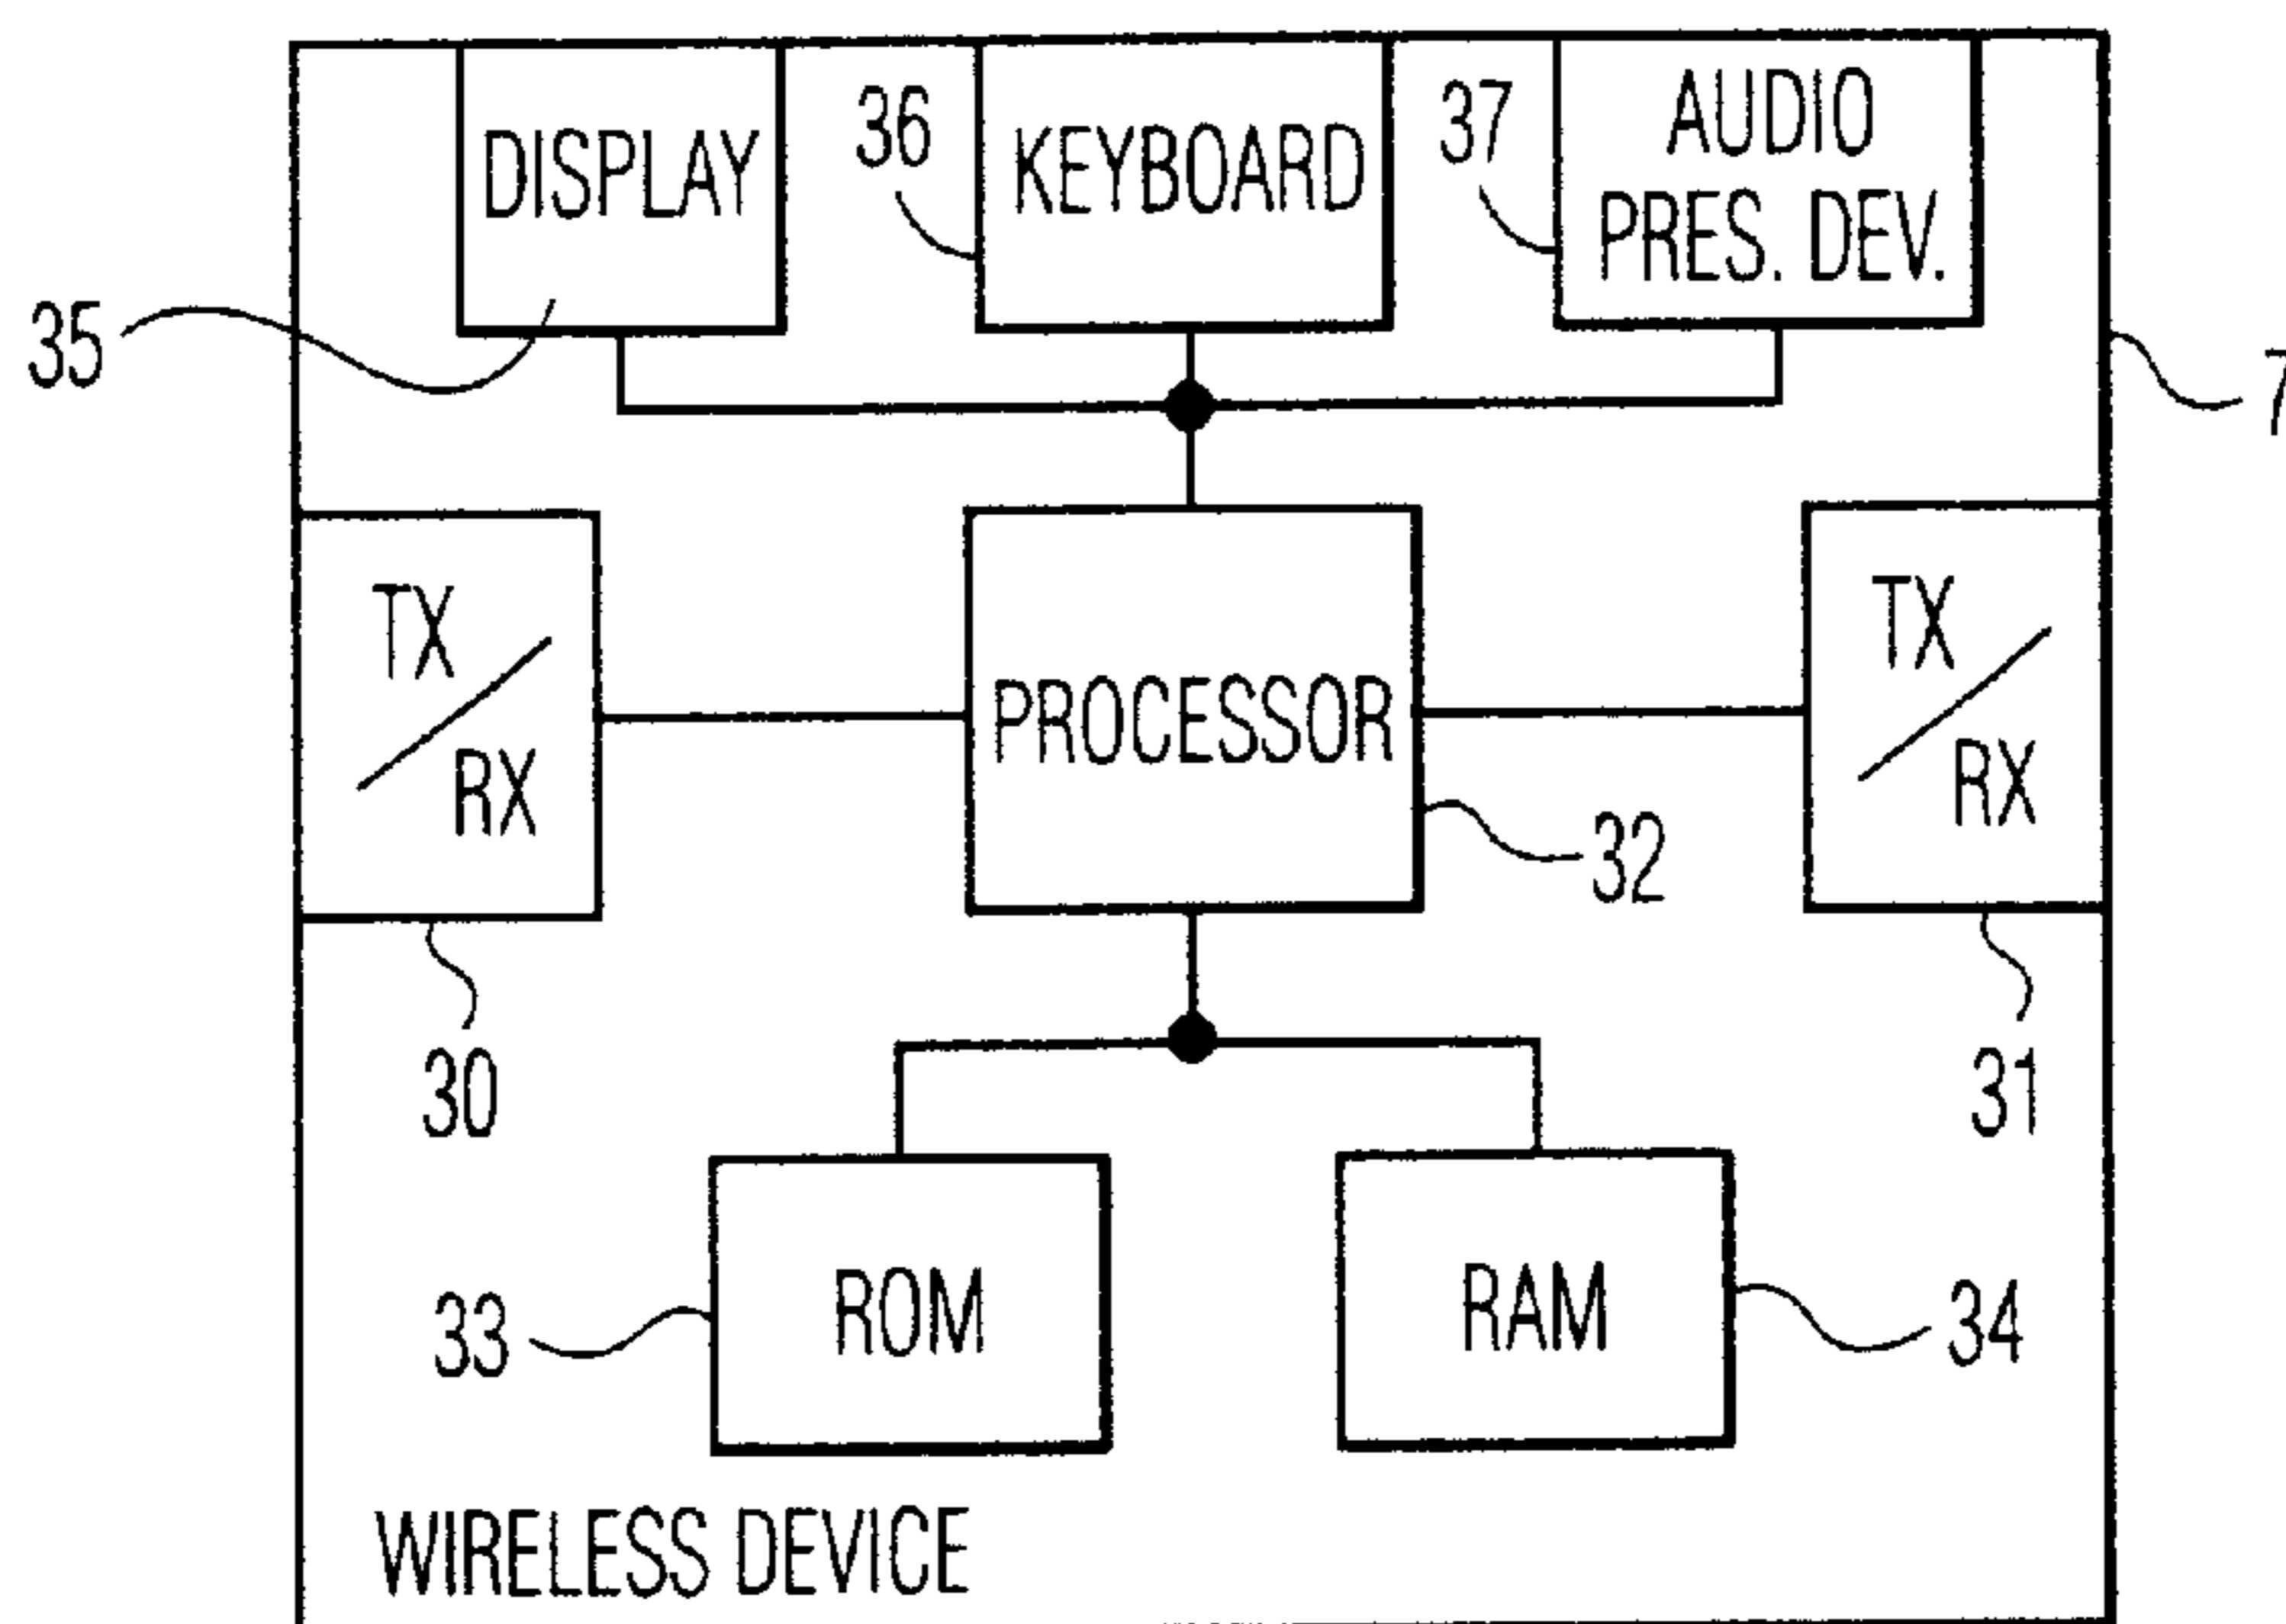 DISPLAY
36
KEYBOARD
37
AUDIO
PRES. DEV.
35
7
TX
RX
PROCESSOR
TX
RX
32
30
31
ROM
RAM
33
34
WIRELESS DEVICE